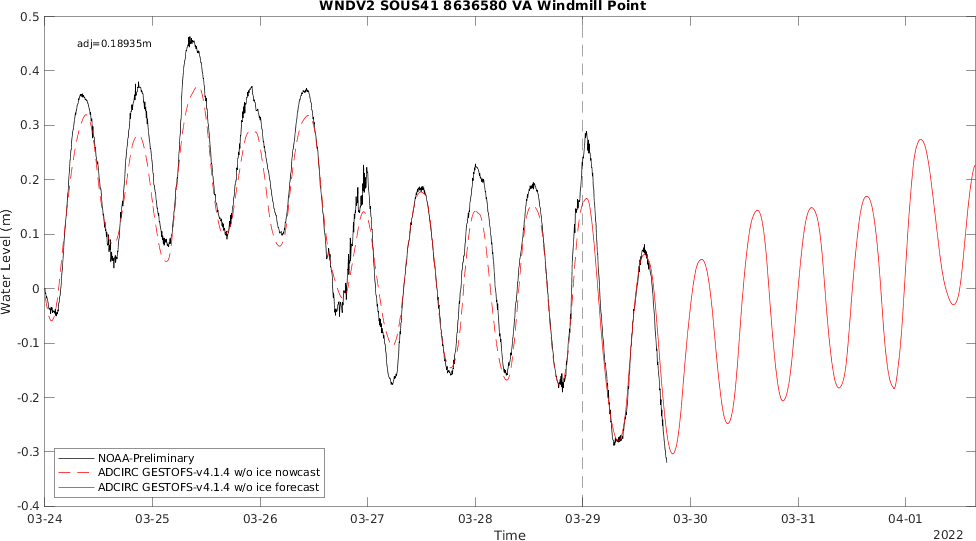 WNDV2 SOUS41 8636580 VA Windmill Point
adj=0.18935m
0.5
0.4
0.3
0.2
0.1
0
-0.1
-0.2
-0.3
-0.4
Water Level (m)
NOAA-Preliminary
ADCIRC GESTOFS-v4.1.4 w/o ice nowcast
ADCIRC GESTOFS-v4.1.4 w/o ice forecast
03-24 03-25 03-26 03-27 03-28 03-29 03-30 03-31 04-01
Time
2022